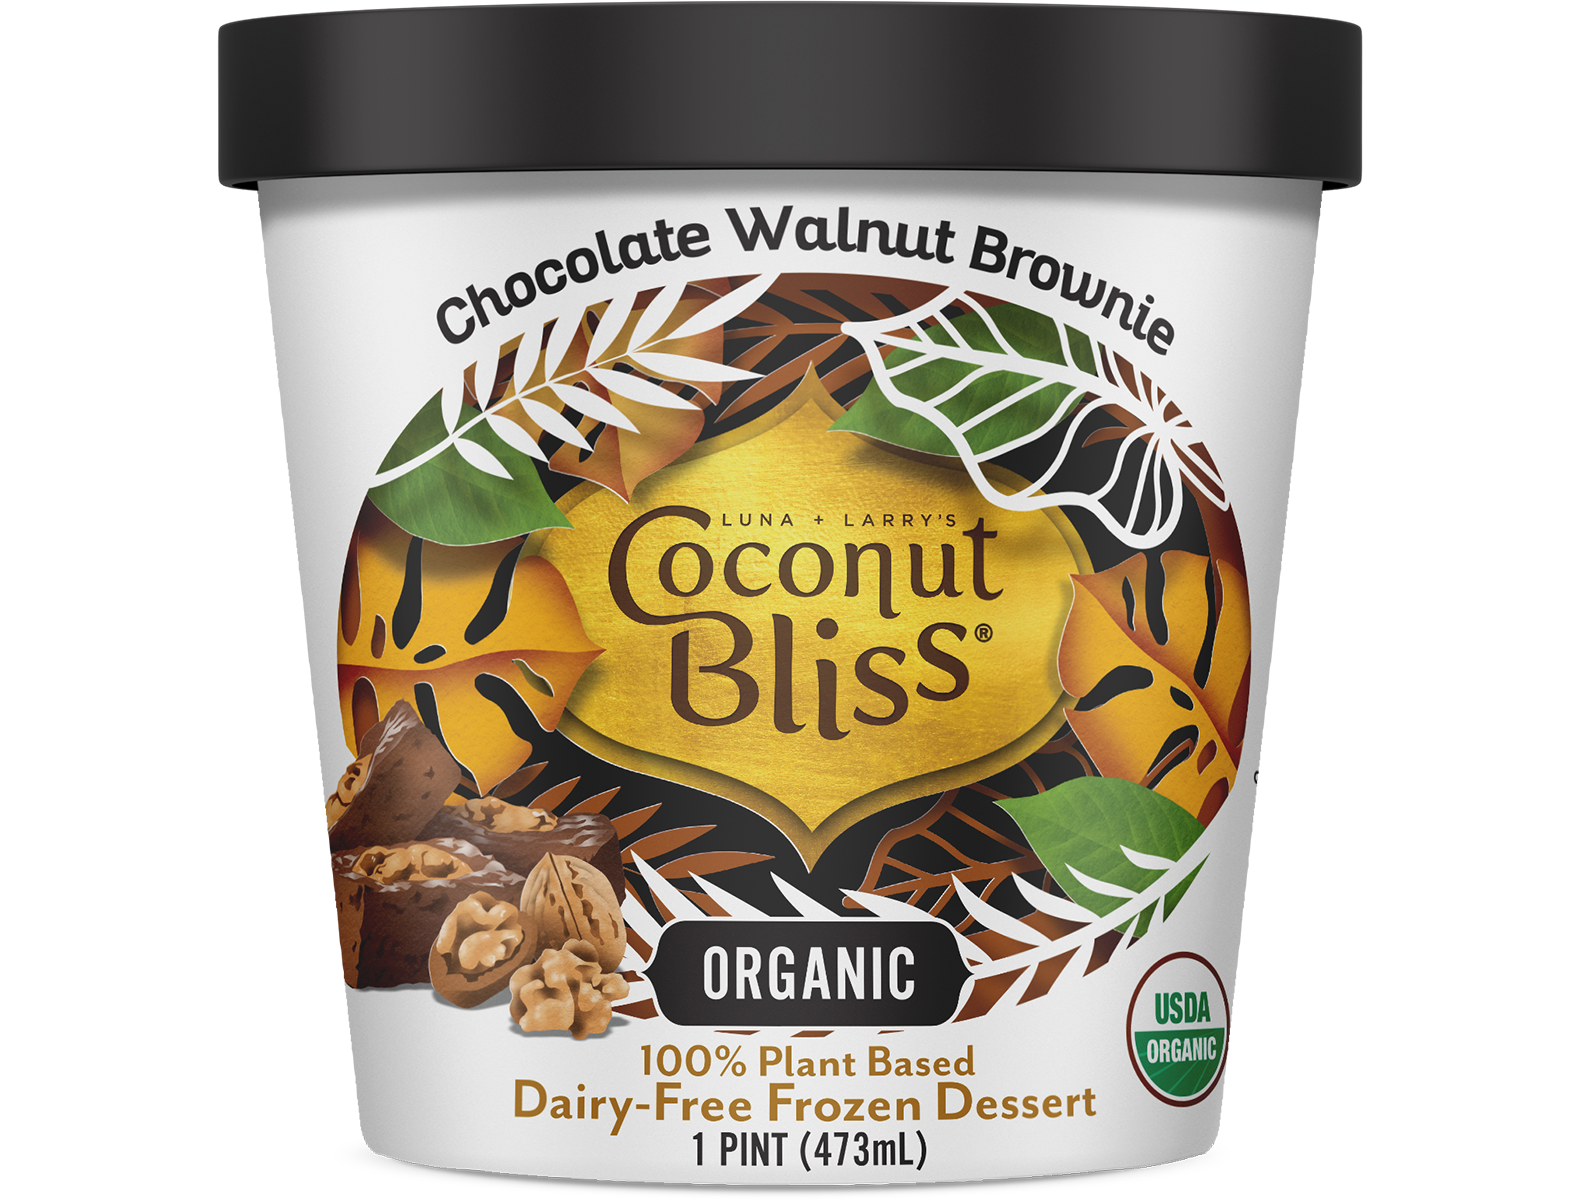 Chocolate Walnut Brownie
LUNA + LARRY'S
Coconut
Bliss®
ORGANIC
USDA
ORGANIC
100% Plant Based
Dairy-Free Frozen Dessert
1 PINT (473mL)